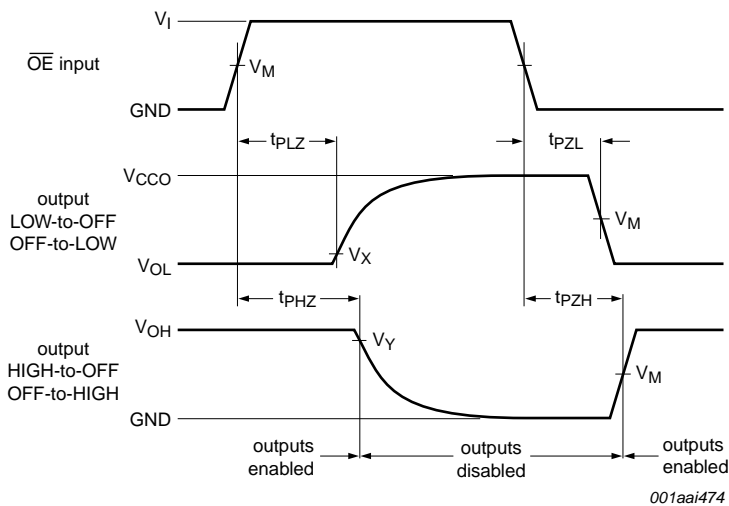 V_I
O̅E̅ input
V_M
GND
t_PLZ
t_PZL
V_CCO
output
LOW-to-OFF
OFF-to-LOW
V_M
V_X
V_OL
t_PHZ
t_PZH
V_OH
output
HIGH-to-OFF
OFF-to-HIGH
V_Y
V_M
GND
outputs
enabled
outputs
disabled
outputs
enabled
001aai474